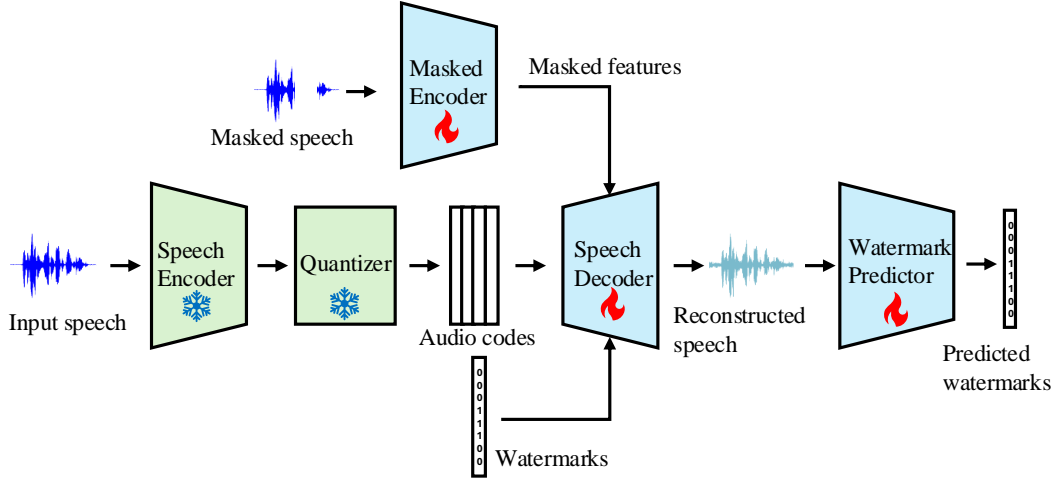 Masked
Encoder
Masked features
Masked speech
Speech
Encoder
Quantizer
Speech
Decoder
Watermark
Predictor
0
0
0
1
1
1
0
0
Input speech
Audio codes
Reconstructed
speech
Predicted
watermarks
0
0
0
1
1
1
0
0
Watermarks